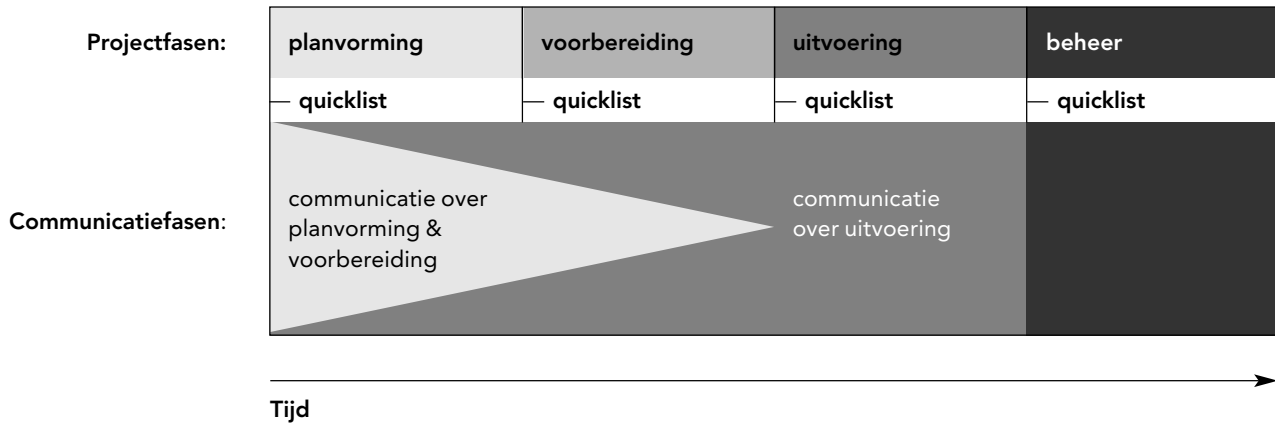 Projectfasen: planvorming voorbereiding uitvoering beheer
quicklist quicklist quicklist quicklist
Communicatiefasen:
communicatie over
planvorming &
voorbereiding
communicatie
over uitvoering
Tijd